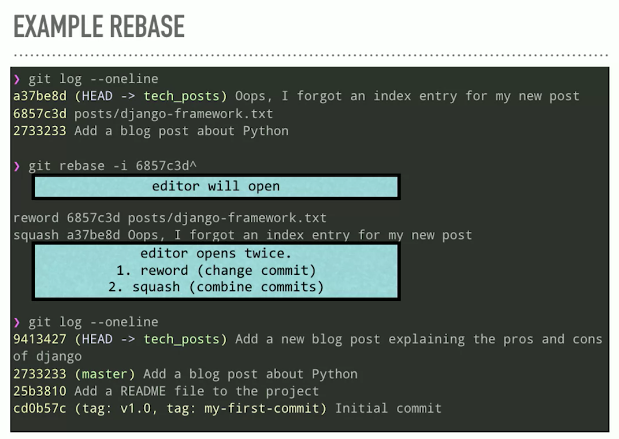 EXAMPLE REBASE
❯ git log --oneline
a37be8d (HEAD -> tech_posts) Oops, I forgot an index entry for my new post
6857c3d posts/django-framework.txt
2733233 Add a blog post about Python
❯ git rebase -i 6857c3d^
editor will open
reword 6857c3d posts/django-framework.txt
squash a37be8d Oops, I forgot an index entry for my new post
editor opens twice.
1. reword (change commit)
2. squash (combine commits)
❯ git log --oneline
9413427 (HEAD -> tech_posts) Add a new blog post explaining the pros and cons
of django
2733233 (master) Add a blog post about Python
25b3810 Add a README file to the project
cd0b57c (tag: v1.0, tag: my-first-commit) Initial commit